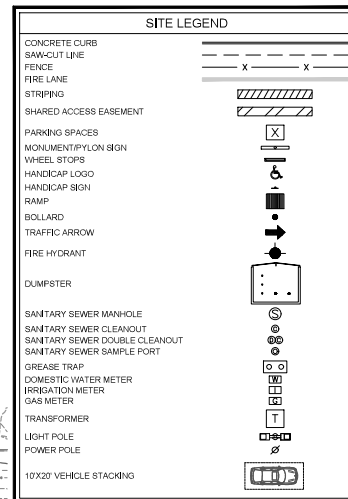 SITE LEGEND
CONCRETE CURB
SAW-CUT LINE
FENCE X X
FIRE LANE
STRIPING
SHARED ACCESS EASEMENT
PARKING SPACES X
MONUMENT/PYLON SIGN
WHEEL STOPS
HANDICAP LOGO
HANDICAP SIGN
RAMP
BOLLARD
TRAFFIC ARROW
FIRE HYDRANT
DUMPSTER
SANITARY SEWER MANHOLE S
SANITARY SEWER CLEANOUT C
SANITARY SEWER DOUBLE CLEANOUT
SANITARY SEWER SAMPLE PORT
GREASE TRAP
DOMESTIC WATER METER W
IRRIGATION METER I
GAS METER G
TRANSFORMER T
LIGHT POLE
POWER POLE
10'X20' VEHICLE STACKING